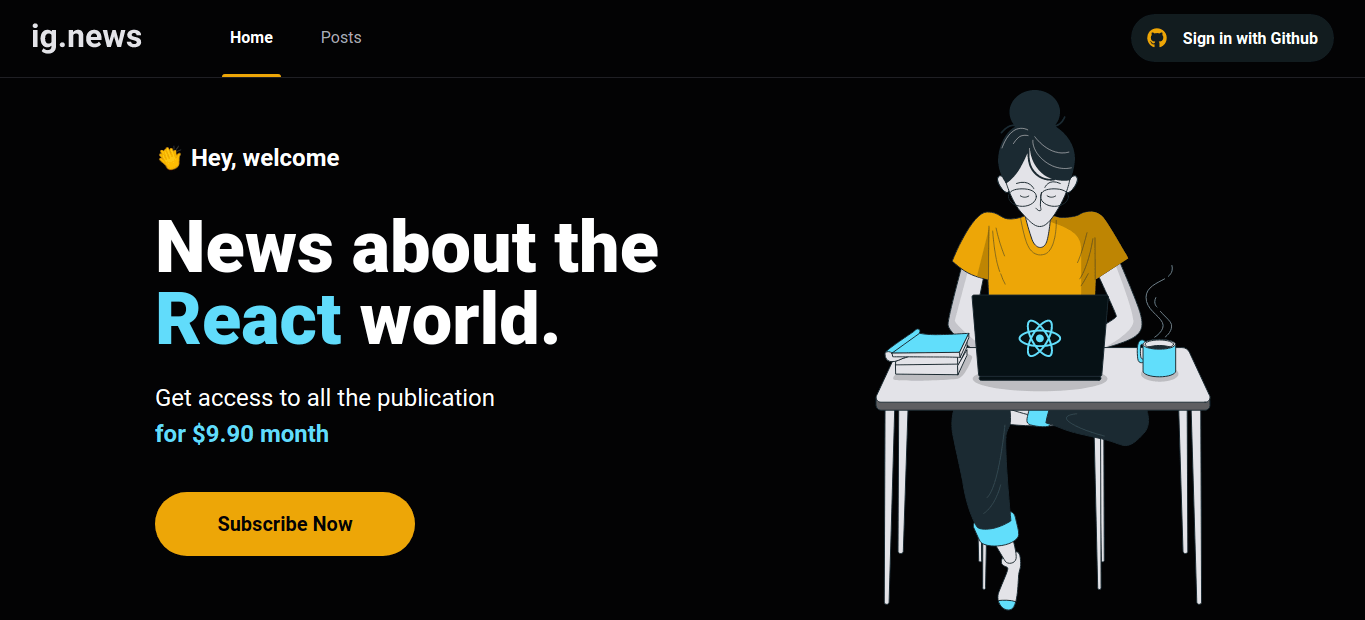 ig.news
Home
Posts
Sign in with Github
👏 Hey, welcome
News about the
React world.
Get access to all the publication
for $9.90 month
Subscribe Now